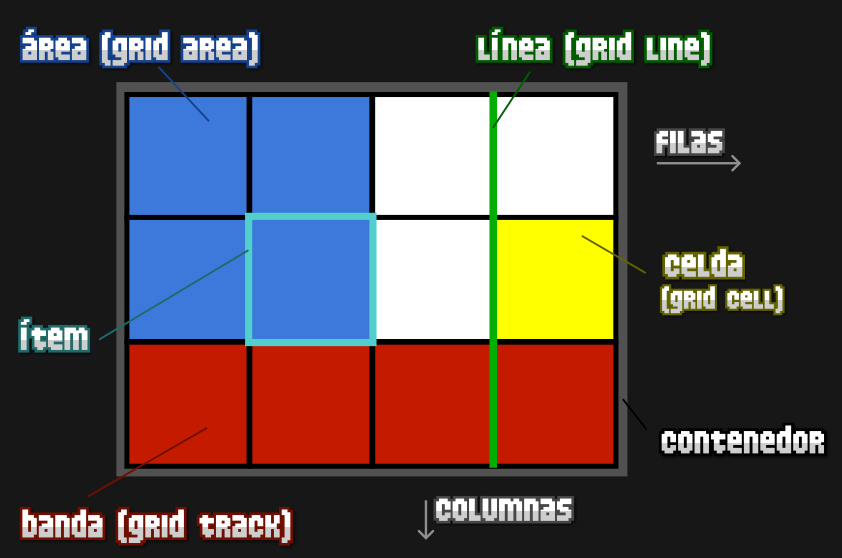 área (grid area)
Línea (grid line)
Filas
celda
(grid cell)
ítem
contenedor
columnas
banda (grid track)